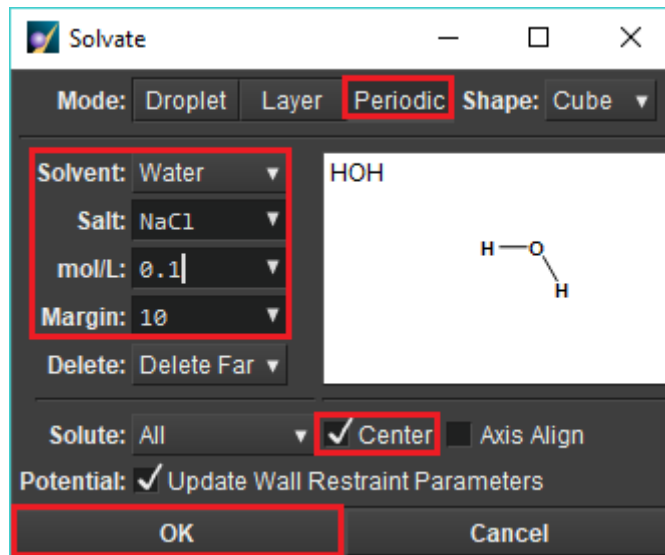 Solvate
Mode: Droplet Layer Periodic Shape: Cube
Solvent: Water
Salt: NaCl
mol/L: 0.1
Margin: 10
Delete: Delete Far
HOH
H O
H
Solute: All Center Axis Align
Potential: Update Wall Restraint Parameters
OK Cancel